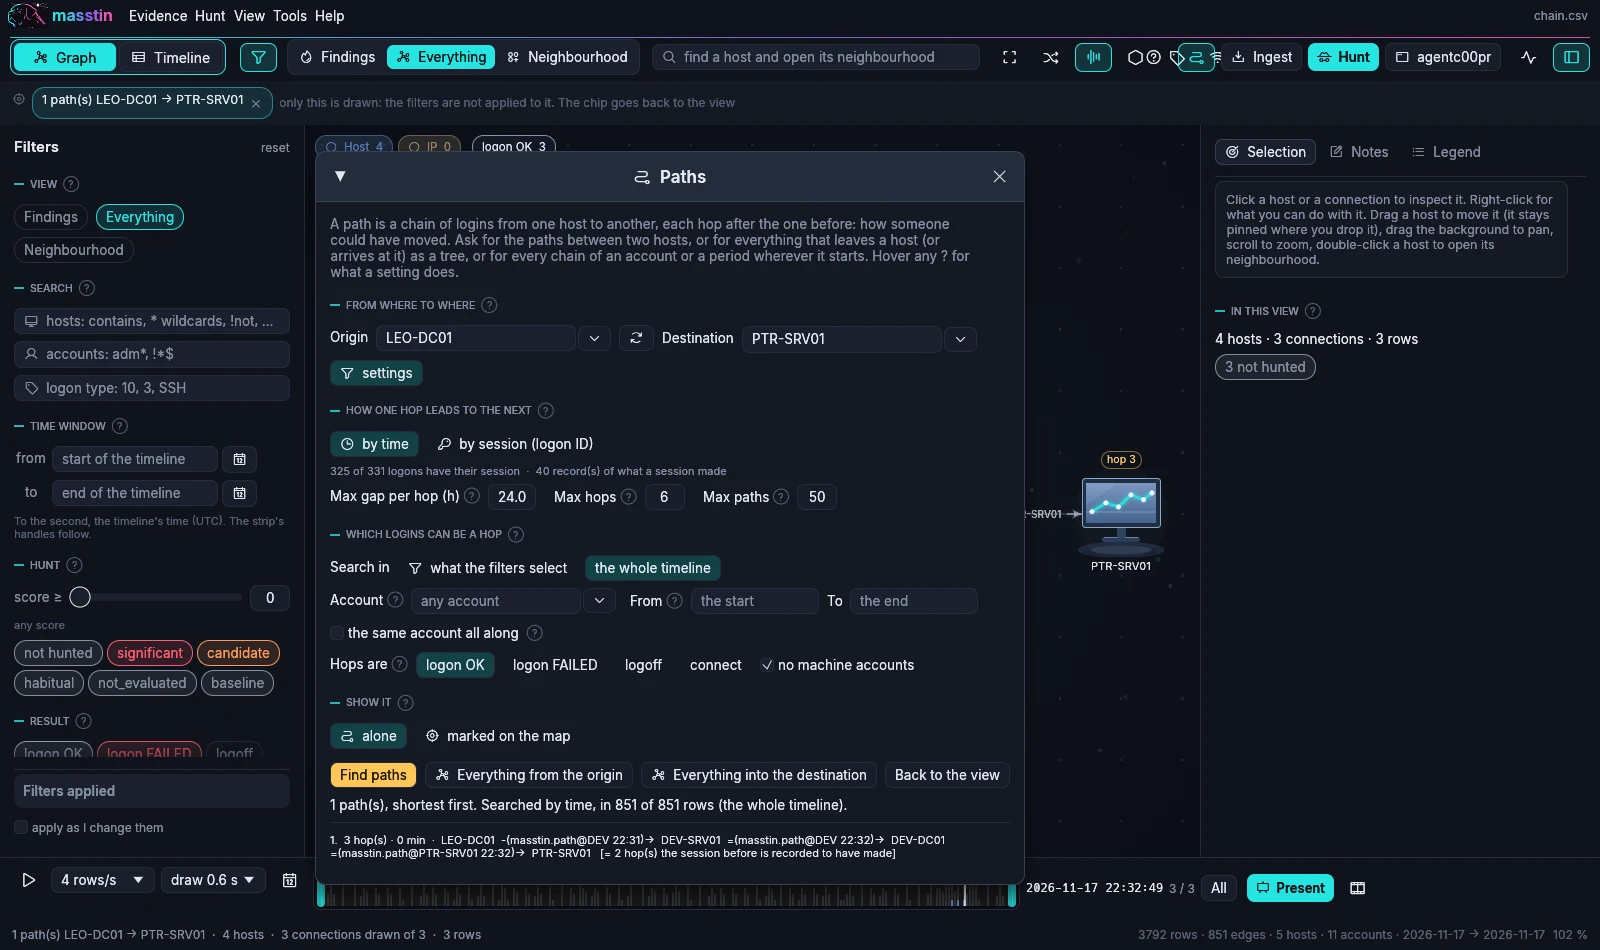 masstin Evidence Hunt View Tools Help chain.csv
Graph Timeline Findings Everything Neighbourhood find a host and open its neighbourhood Ingest Hunt agentc00pr
1 path(s) LEO-DC01 → PTR-SRV01 × only this is drawn: the filters are not applied to it. The chip goes back to the view
Filters reset
VIEW ?
Findings Everything
Neighbourhood
SEARCH ?
hosts: contains, * wildcards, !not, ...
accounts: adm*, !*$
logon type: 10, 3, SSH
TIME WINDOW ?
from start of the timeline
to end of the timeline
To the second, the timeline's time (UTC). The strip's
handles follow.
HUNT ?
score ≥ 0
any score
not hunted significant candidate
habitual not_evaluated baseline
RESULT ?
logon OK logon FAILED logoff
Filters applied
apply as I change them
Host 4 IP 0 logon OK 3
Paths
A path is a chain of logins from one host to another, each hop after the one before: how someone
could have moved. Ask for the paths between two hosts, or for everything that leaves a host (or
arrives at it) as a tree, or for every chain of an account or a period wherever it starts. Hover any ? for
what a setting does.
FROM WHERE TO WHERE ?
Origin LEO-DC01 Destination PTR-SRV01
settings
HOW ONE HOP LEADS TO THE NEXT ?
by time by session (logon ID)
325 of 331 logons have their session · 40 record(s) of what a session made
Max gap per hop (h) ? 24.0 Max hops ? 6 Max paths ? 50
WHICH LOGINS CAN BE A HOP ?
Search in what the filters select the whole timeline
Account ? any account From ? the start To the end
the same account all along ?
Hops are ? logon OK logon FAILED logoff connect ✓ no machine accounts
SHOW IT ?
alone marked on the map
Find paths Everything from the origin Everything into the destination Back to the view
1 path(s), shortest first. Searched by time, in 851 of 851 rows (the whole timeline).
1. 3 hop(s) · 0 min · LEO-DC01 -(masstin.path@DEV 22:31)→ DEV-SRV01 =(masstin.path@DEV 22:32)→ DEV-DC01
=(masstin.path@PTR-SRV01 22:32)→ PTR-SRV01 [= 2 hop(s) the session before is recorded to have made]
hop 3
-SRV01
PTR-SRV01
Selection Notes Legend
Click a host or a connection to inspect it. Right-click for
what you can do with it. Drag a host to move it (it stays
pinned where you drop it), drag the background to pan,
scroll to zoom, double-click a host to open its
neighbourhood.
IN THIS VIEW ?
4 hosts · 3 connections · 3 rows
3 not hunted
4 rows/s draw 0.6 s 2026-11-17 22:32:49 3 / 3 All Present
1 path(s) LEO-DC01 → PTR-SRV01 · 4 hosts · 3 connections drawn of 3 · 3 rows
3792 rows · 851 edges · 5 hosts · 11 accounts · 2026-11-17 → 2026-11-17 102 %